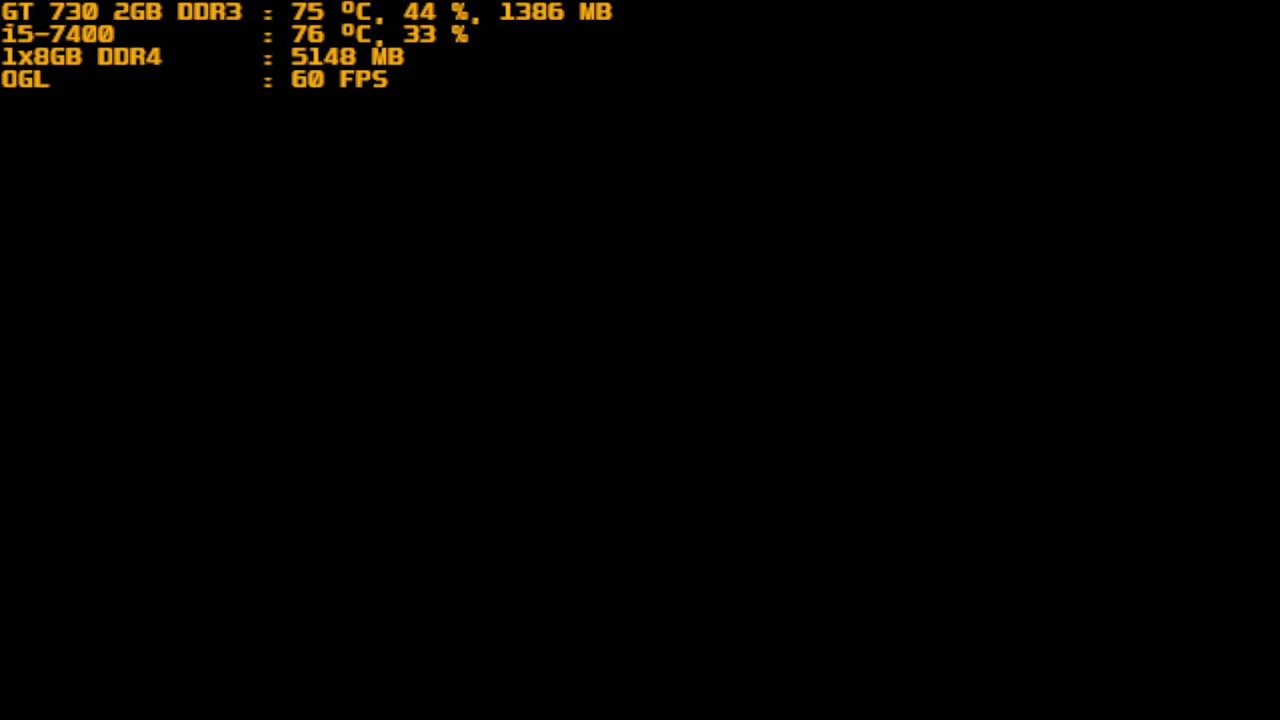 GT 730 2GB DDR3 : 75 ºC, 44 %, 1386 MB
i5-7400 : 76 ºC, 33 %
1x8GB DDR4 : 5148 MB
OGL : 60 FPS